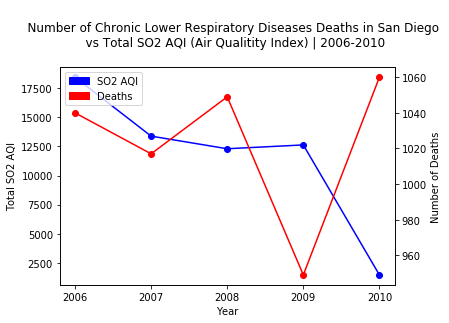 Number of Chronic Lower Respiratory Diseases Deaths in San Diego
vs Total SO2 AQI (Air Qualitity Index) | 2006-2010
SO2 AQI
Deaths
17500
15000
12500
10000
7500
5000
2500
Total SO2 AQI
1060
1040
1020
1000
980
960
Number of Deaths
2006
2007
2008
2009
2010
Year